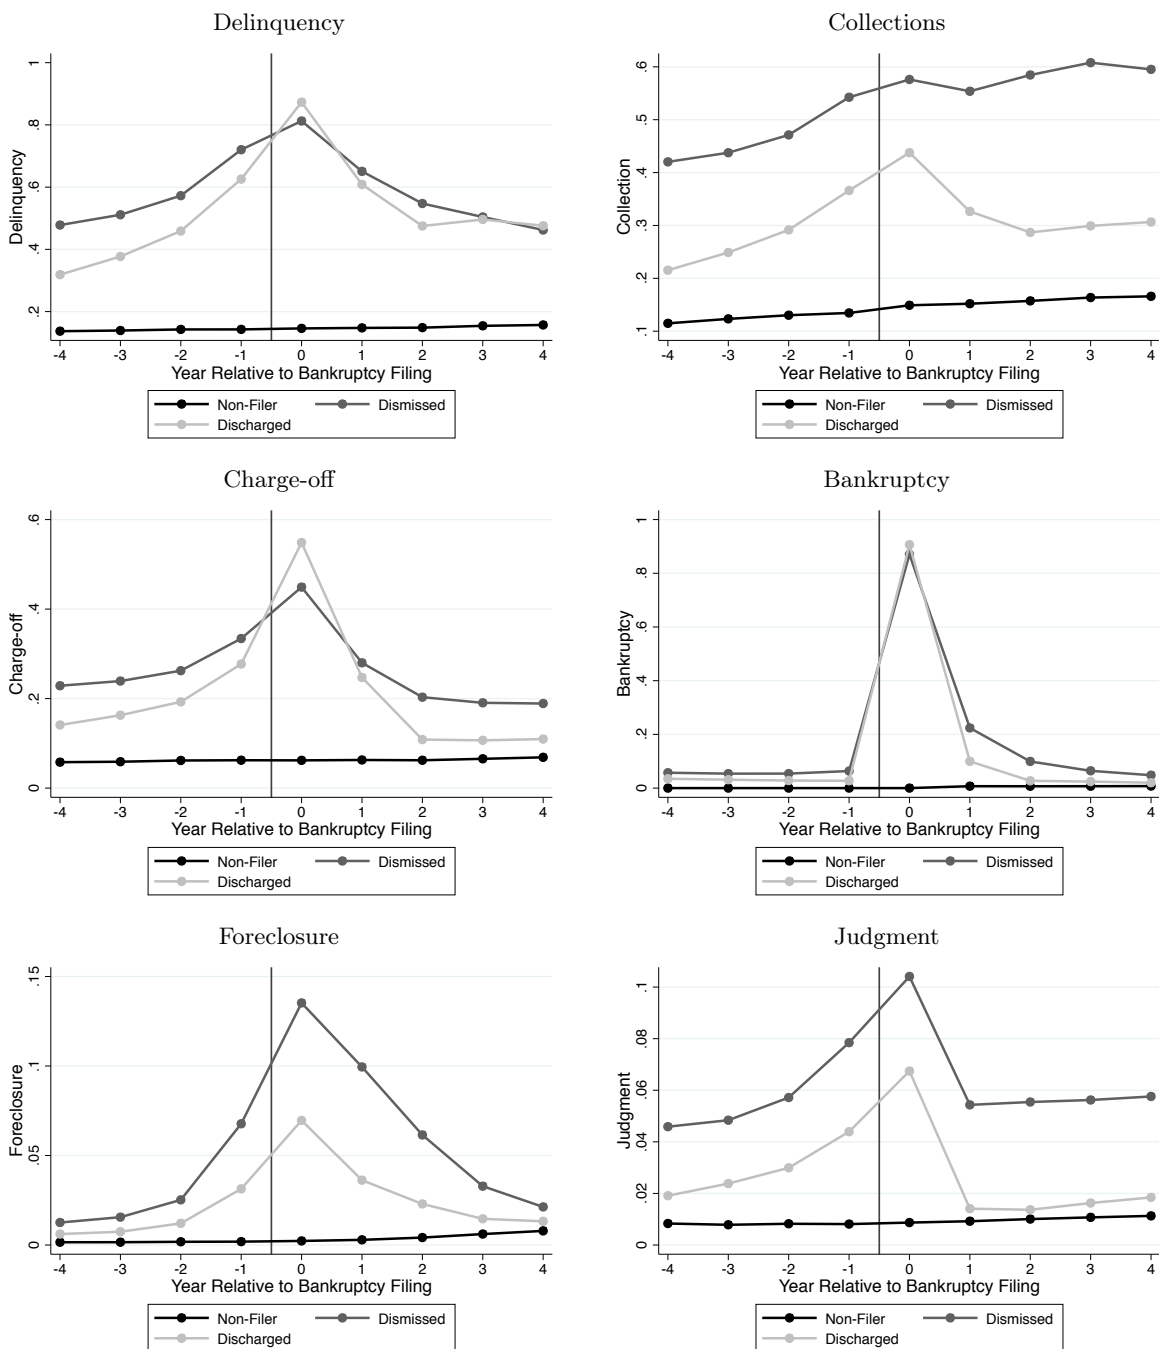 Delinquency
Delinquency
1
.8
.6
.4
.2
-4 -3 -2 -1 0 1 2 3 4
Year Relative to Bankruptcy Filing
Non-Filer Dismissed
Discharged
Collections
Collection
.6
.5
.4
.3
.2
.1
-4 -3 -2 -1 0 1 2 3 4
Year Relative to Bankruptcy Filing
Non-Filer Dismissed
Discharged
Charge-off
Charge-off
.6
.4
.2
0
-4 -3 -2 -1 0 1 2 3 4
Year Relative to Bankruptcy Filing
Non-Filer Dismissed
Discharged
Bankruptcy
Bankruptcy
1
.8
.6
.4
.2
0
-4 -3 -2 -1 0 1 2 3 4
Year Relative to Bankruptcy Filing
Non-Filer Dismissed
Discharged
Foreclosure
Foreclosure
.15
.1
.05
0
-4 -3 -2 -1 0 1 2 3 4
Year Relative to Bankruptcy Filing
Non-Filer Dismissed
Discharged
Judgment
Judgment
.1
.08
.06
.04
.02
0
-4 -3 -2 -1 0 1 2 3 4
Year Relative to Bankruptcy Filing
Non-Filer Dismissed
Discharged